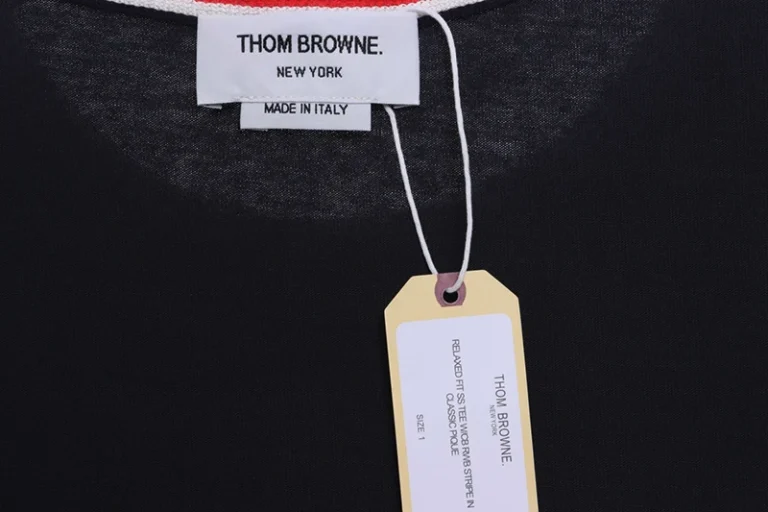 THOM BROWNE.
NEW YORK
MADE IN ITALY
THOM BROWNE.
NEW YORK
RELAXED FIT SS TEE W/CB RWB STRIPE IN
CLASSIC PIQUE
SIZE: 1